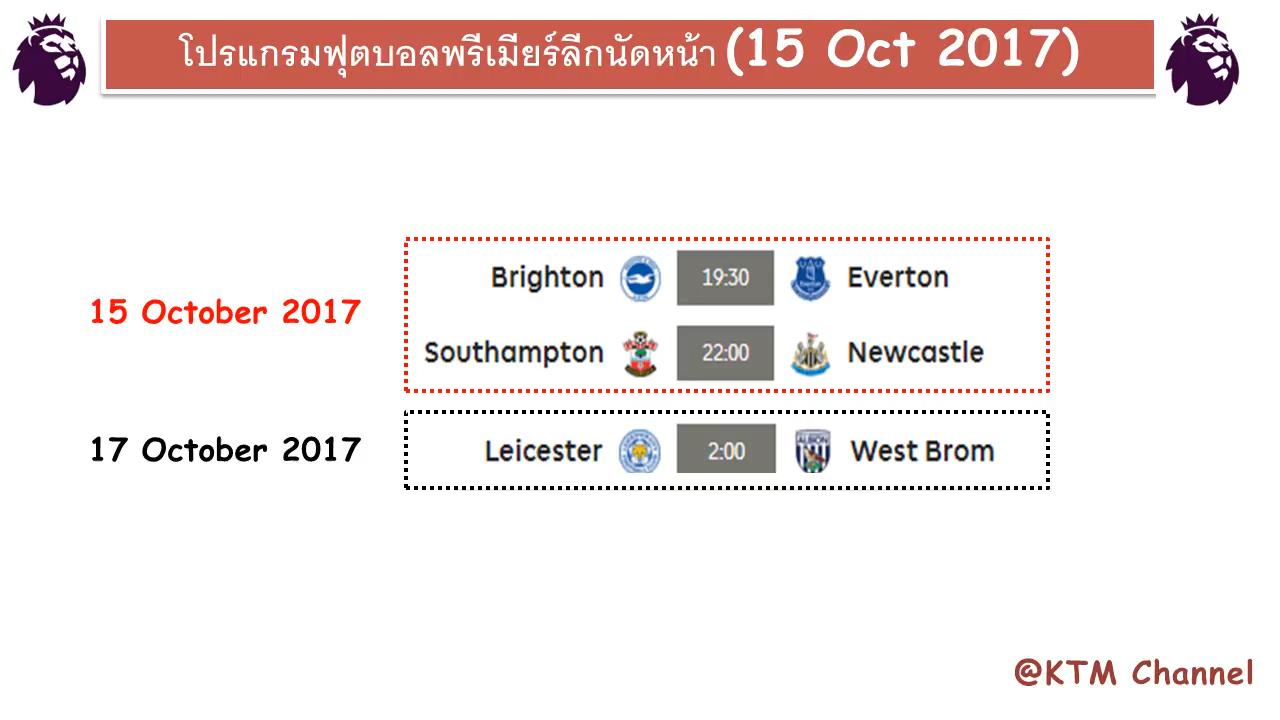 โปรแกรมฟุตบอลพรีเมียร์ลีกนัดหน้า (15 Oct 2017)
15 October 2017
Brighton 19:30 Everton
Southampton 22:00 Newcastle
17 October 2017
Leicester 2:00 West Brom
@KTM Channel